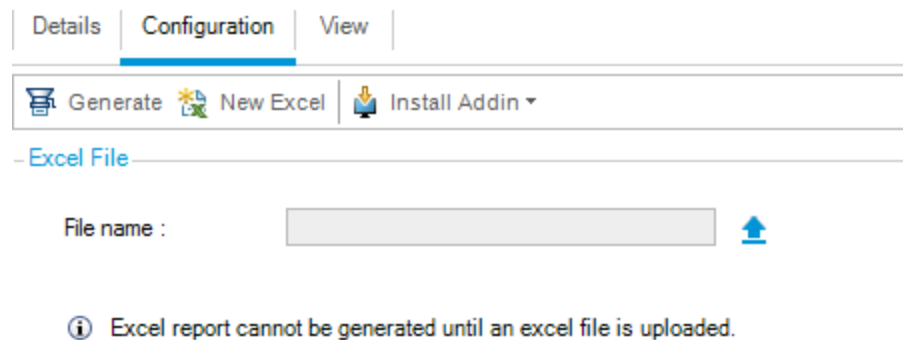 Details Configuration View
Generate New Excel Install Addin
Excel File
File name :
Excel report cannot be generated until an excel file is uploaded.